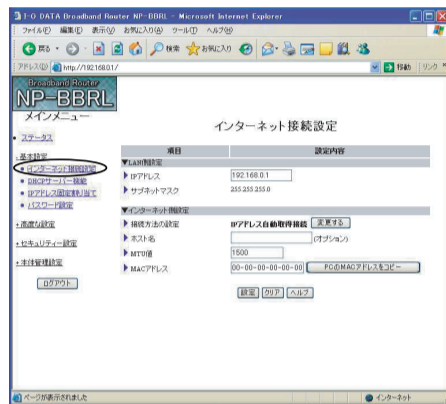 I-O DATA Broadband Router NP-BBRL - Microsoft Internet Explorer
ファイル(F) 編集(E) 表示(V) お気に入り(A) ツール(T) ヘルプ(H)
戻る 検索 お気に入り
アドレス(D) http://192.168.0.1/ 移動 リンク
Broadband Router
NP-BBRL
メインメニュー
・ステータス
・基本設定
インターネット接続設定
DHCPサーバー機能
IPアドレス固定割り当て
パスワード設定
・高度な設定
・セキュリティー設定
・本体管理設定
ログアウト
インターネット接続設定
項目 設定内容
▼LAN側設定
IPアドレス 192.168.0.1
サブネットマスク 255.255.255.0
▼インターネット側設定
接続方法の設定 IPアドレス自動取得接続 変更する
ホスト名 (オプション)
MTU値 1500
MACアドレス 00-00-00-00-00-00 PCのMACアドレスをコピー
設定 クリア ヘルプ
ページが表示されました インターネット